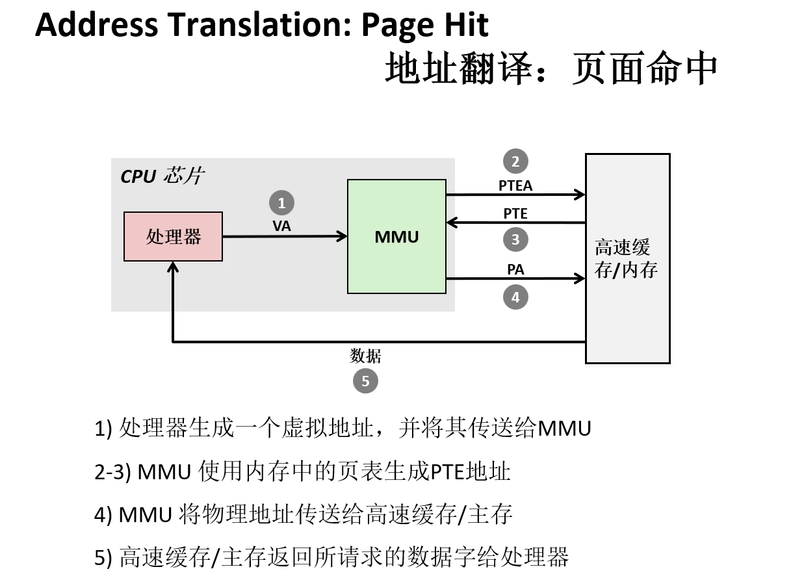 Address Translation: Page Hit
地址翻译：页面命中
CPU 芯片
处理器
1
VA
MMU
2
PTEA
PTE
3
PA
4
高速缓
存/内存
数据
5
1) 处理器生成一个虚拟地址，并将其传送给MMU
2-3) MMU 使用内存中的页表生成PTE地址
4) MMU 将物理地址传送给高速缓存/主存
5) 高速缓存/主存返回所请求的数据字给处理器